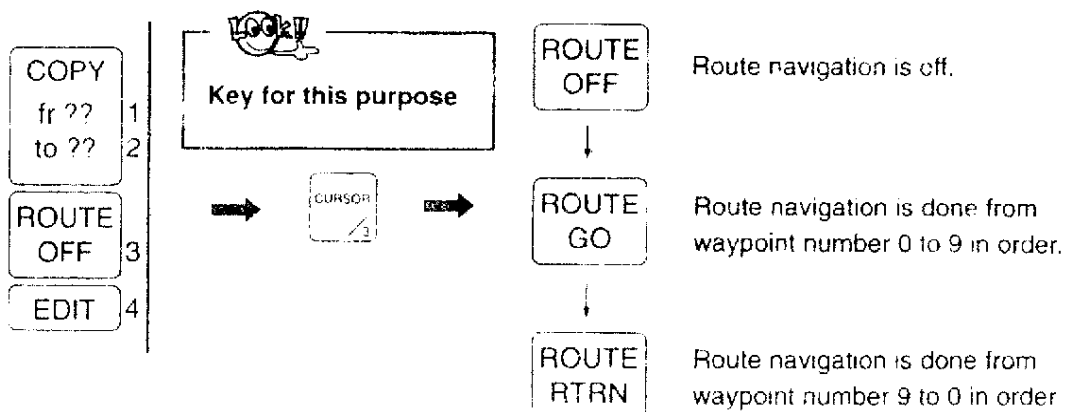 COPY
fr ??
to ??
1
2
ROUTE
OFF
3
EDIT
4
Look!
Key for this purpose
CURSOR
/3
ROUTE
OFF
Route navigation is off.
ROUTE
GO
Route navigation is done from
waypoint number 0 to 9 in order.
ROUTE
RTRN
Route navigation is done from
waypoint number 9 to 0 in order